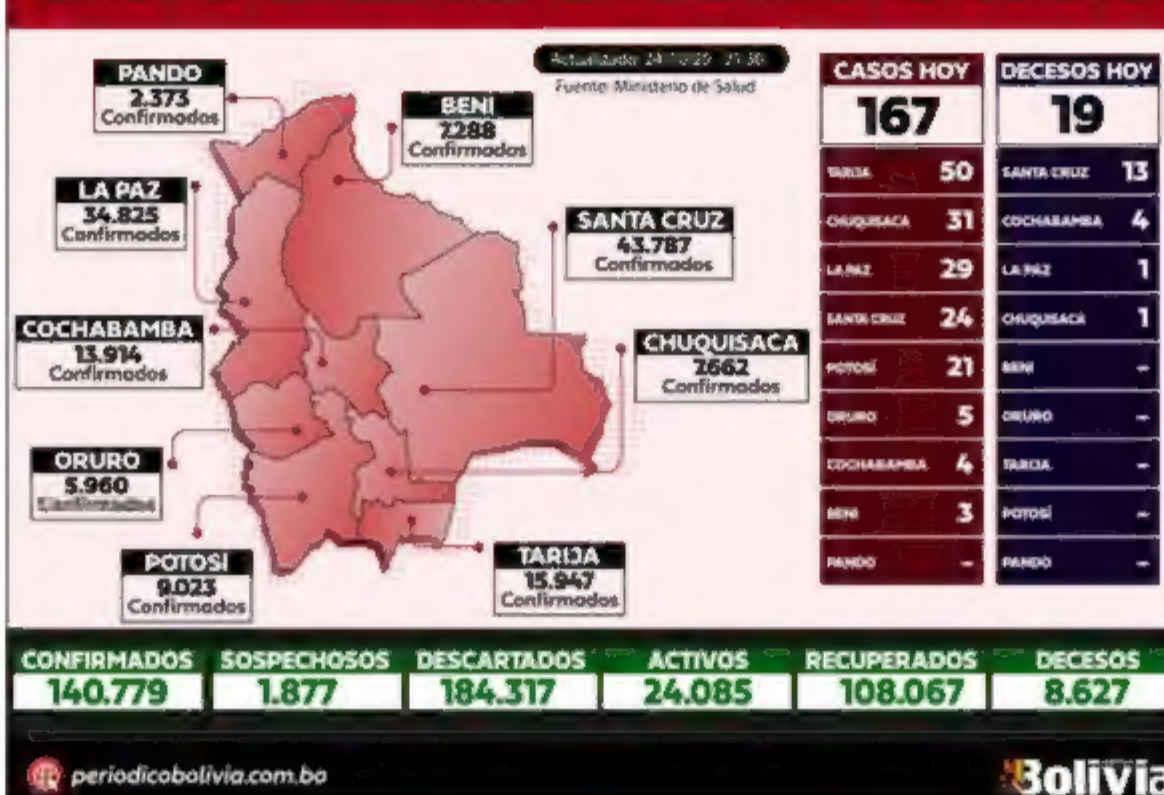 PANDO
2.373
Confirmados
BENI
7.288
Confirmados
LA PAZ
34.825
Confirmados
SANTA CRUZ
43.787
Confirmados
COCHABAMBA
13.914
Confirmados
CHUQUISACA
7.662
Confirmados
ORURO
5.960
Confirmados
POTOSÍ
9.023
Confirmados
TARIJA
15.947
Confirmados
Fuente: Ministerio de Salud
CASOS HOY
167
TARIJA 50
CHUQUISACA 31
LA PAZ 29
SANTA CRUZ 24
POTOSÍ 21
ORURO 5
COCHABAMBA 4
BENI 3
PANDO -
DECESOS HOY
19
SANTA CRUZ 13
COCHABAMBA 4
LA PAZ 1
CHUQUISACA 1
BENI -
ORURO -
TARIJA -
POTOSÍ -
PANDO -
CONFIRMADOS SOSPECHOSOS DESCARTADOS ACTIVOS RECUPERADOS DECESOS
140.779 1.877 184.317 24.085 108.067 8.627
periodicobolivia.com.bo
Bolivia